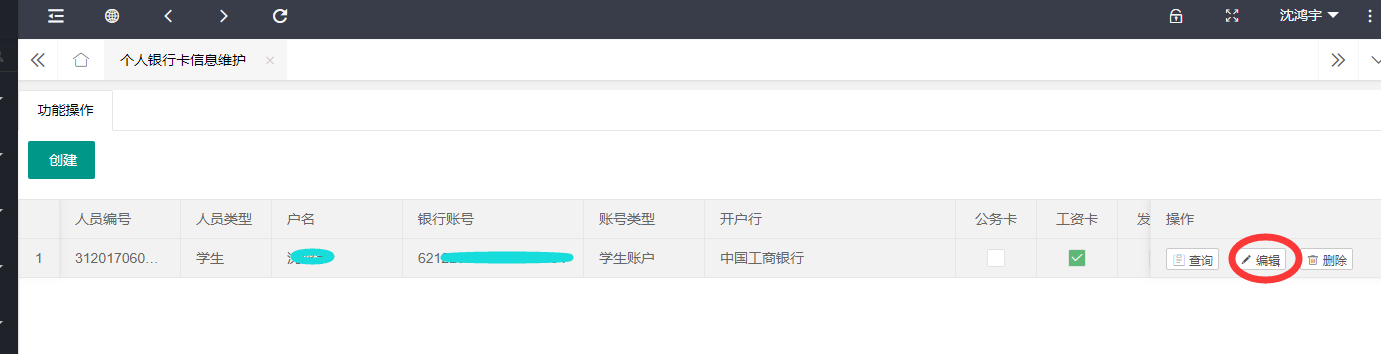 沈鸿宇
个人银行卡信息维护
功能操作
创建
人员编号 人员类型 户名 银行账号 账号类型 开户行 公务卡 工资卡 发 操作
1 312017060... 学生 621 学生账户 中国工商银行 查询 编辑 删除